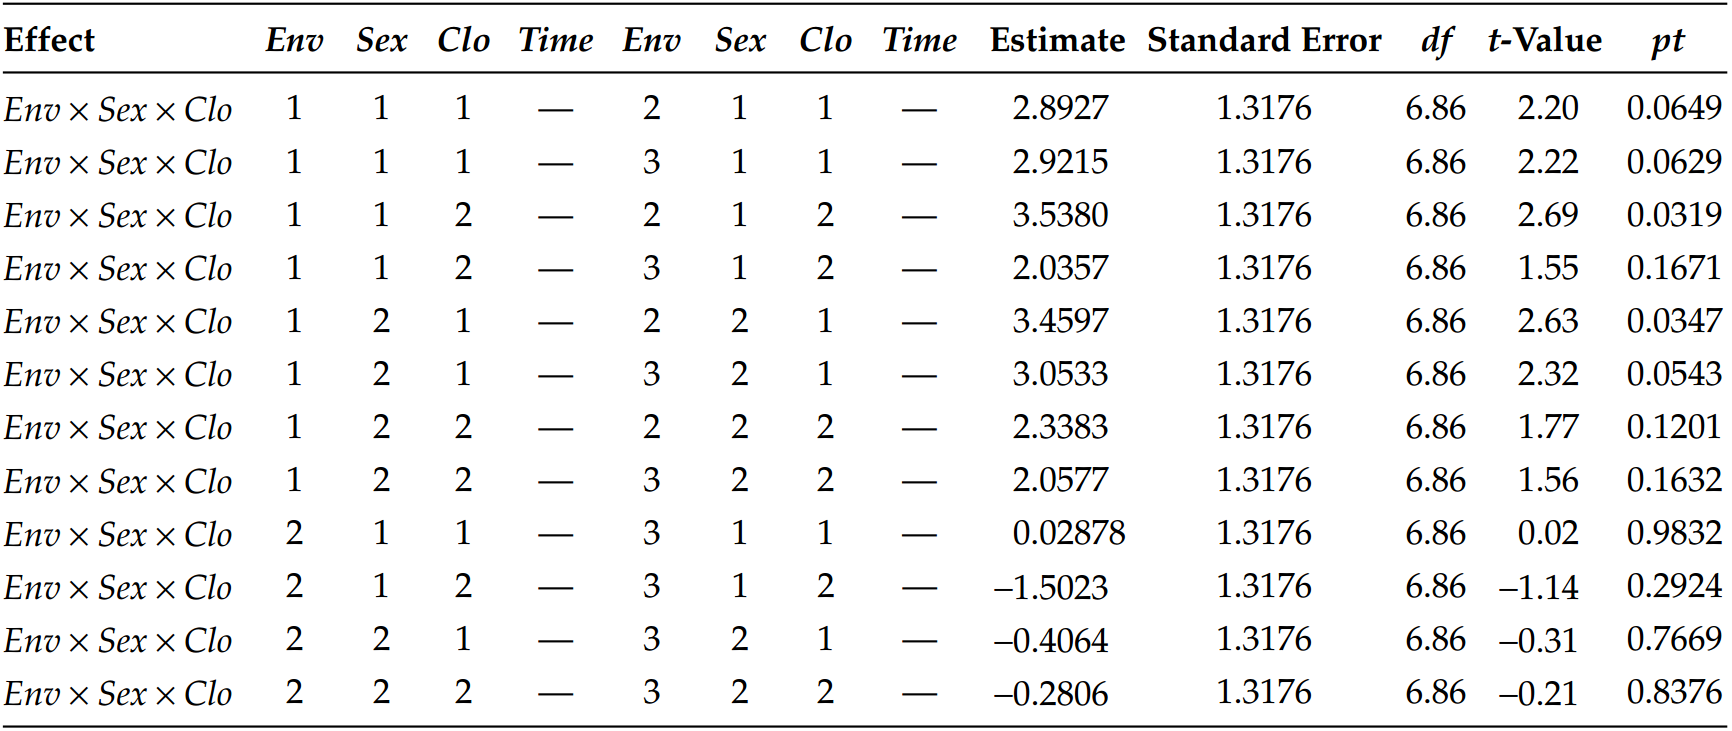 Effect Env Sex Clo Time Env Sex Clo Time Estimate Standard Error df t-Value pt
Env × Sex × Clo 1 1 1 — 2 1 1 — 2.8927 1.3176 6.86 2.20 0.0649
Env × Sex × Clo 1 1 1 — 3 1 1 — 2.9215 1.3176 6.86 2.22 0.0629
Env × Sex × Clo 1 1 2 — 2 1 2 — 3.5380 1.3176 6.86 2.69 0.0319
Env × Sex × Clo 1 1 2 — 3 1 2 — 2.0357 1.3176 6.86 1.55 0.1671
Env × Sex × Clo 1 2 1 — 2 2 1 — 3.4597 1.3176 6.86 2.63 0.0347
Env × Sex × Clo 1 2 1 — 3 2 1 — 3.0533 1.3176 6.86 2.32 0.0543
Env × Sex × Clo 1 2 2 — 2 2 2 — 2.3383 1.3176 6.86 1.77 0.1201
Env × Sex × Clo 1 2 2 — 3 2 2 — 2.0577 1.3176 6.86 1.56 0.1632
Env × Sex × Clo 2 1 1 — 3 1 1 — 0.02878 1.3176 6.86 0.02 0.9832
Env × Sex × Clo 2 1 2 — 3 1 2 — –1.5023 1.3176 6.86 –1.14 0.2924
Env × Sex × Clo 2 2 1 — 3 2 1 — –0.4064 1.3176 6.86 –0.31 0.7669
Env × Sex × Clo 2 2 2 — 3 2 2 — –0.2806 1.3176 6.86 –0.21 0.8376